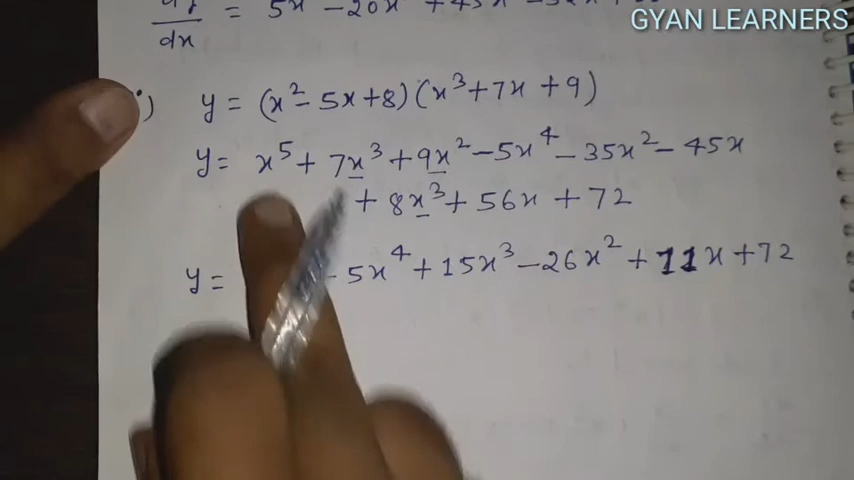 GYAN LEARNERS
dy/dx = 5x - 20x
y = (x² - 5x + 8)(x³ + 7x + 9)
y = x⁵ + 7x³ + 9x² - 5x⁴ - 35x² - 45x
+ 8x³ + 56x + 72
y = - 5x⁴ + 15x³ - 26x² + 11x + 72